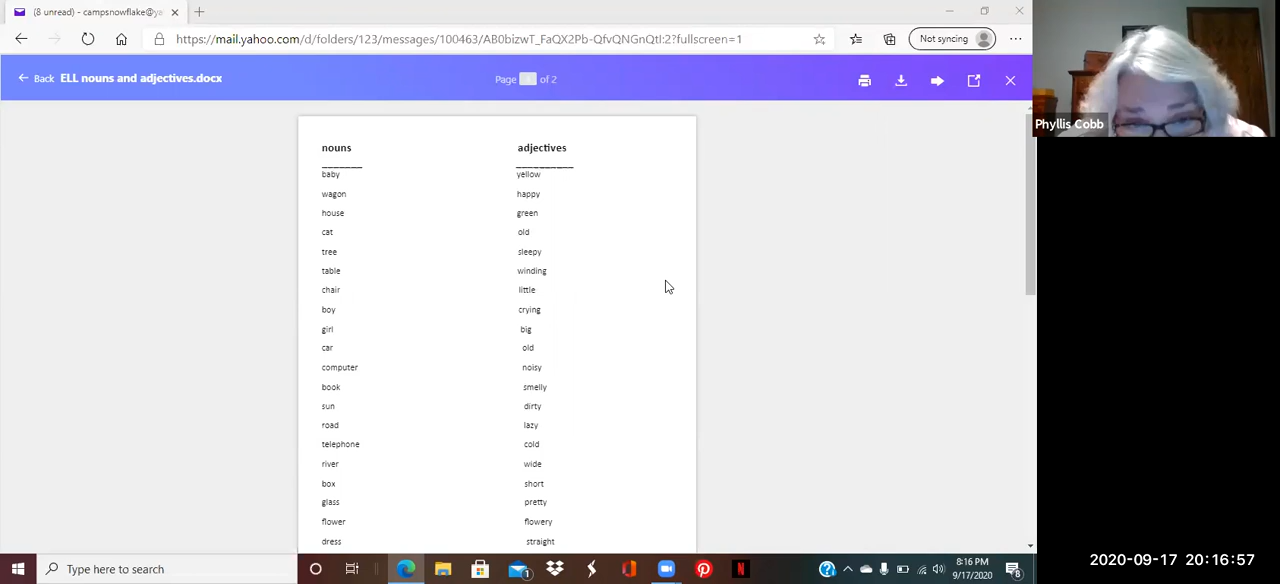 (8 unread) - campsnowflake@ya
https://mail.yahoo.com/d/folders/123/messages/100463/AB0bizwT_FaQX2Pb-QfvQNGnQtI:2?fullscreen=1
Not syncing
Back ELL nouns and adjectives.docx
Page of 2
Phyllis Cobb
nouns adjectives
baby yellow
wagon happy
house green
cat old
tree sleepy
table winding
chair little
boy crying
girl big
car old
computer noisy
book smelly
sun dirty
road lazy
telephone cold
river wide
box short
glass pretty
flower flowery
dress straight
Type here to search
1
N
8:16 PM
9/17/2020
8
2020-09-17 20:16:57